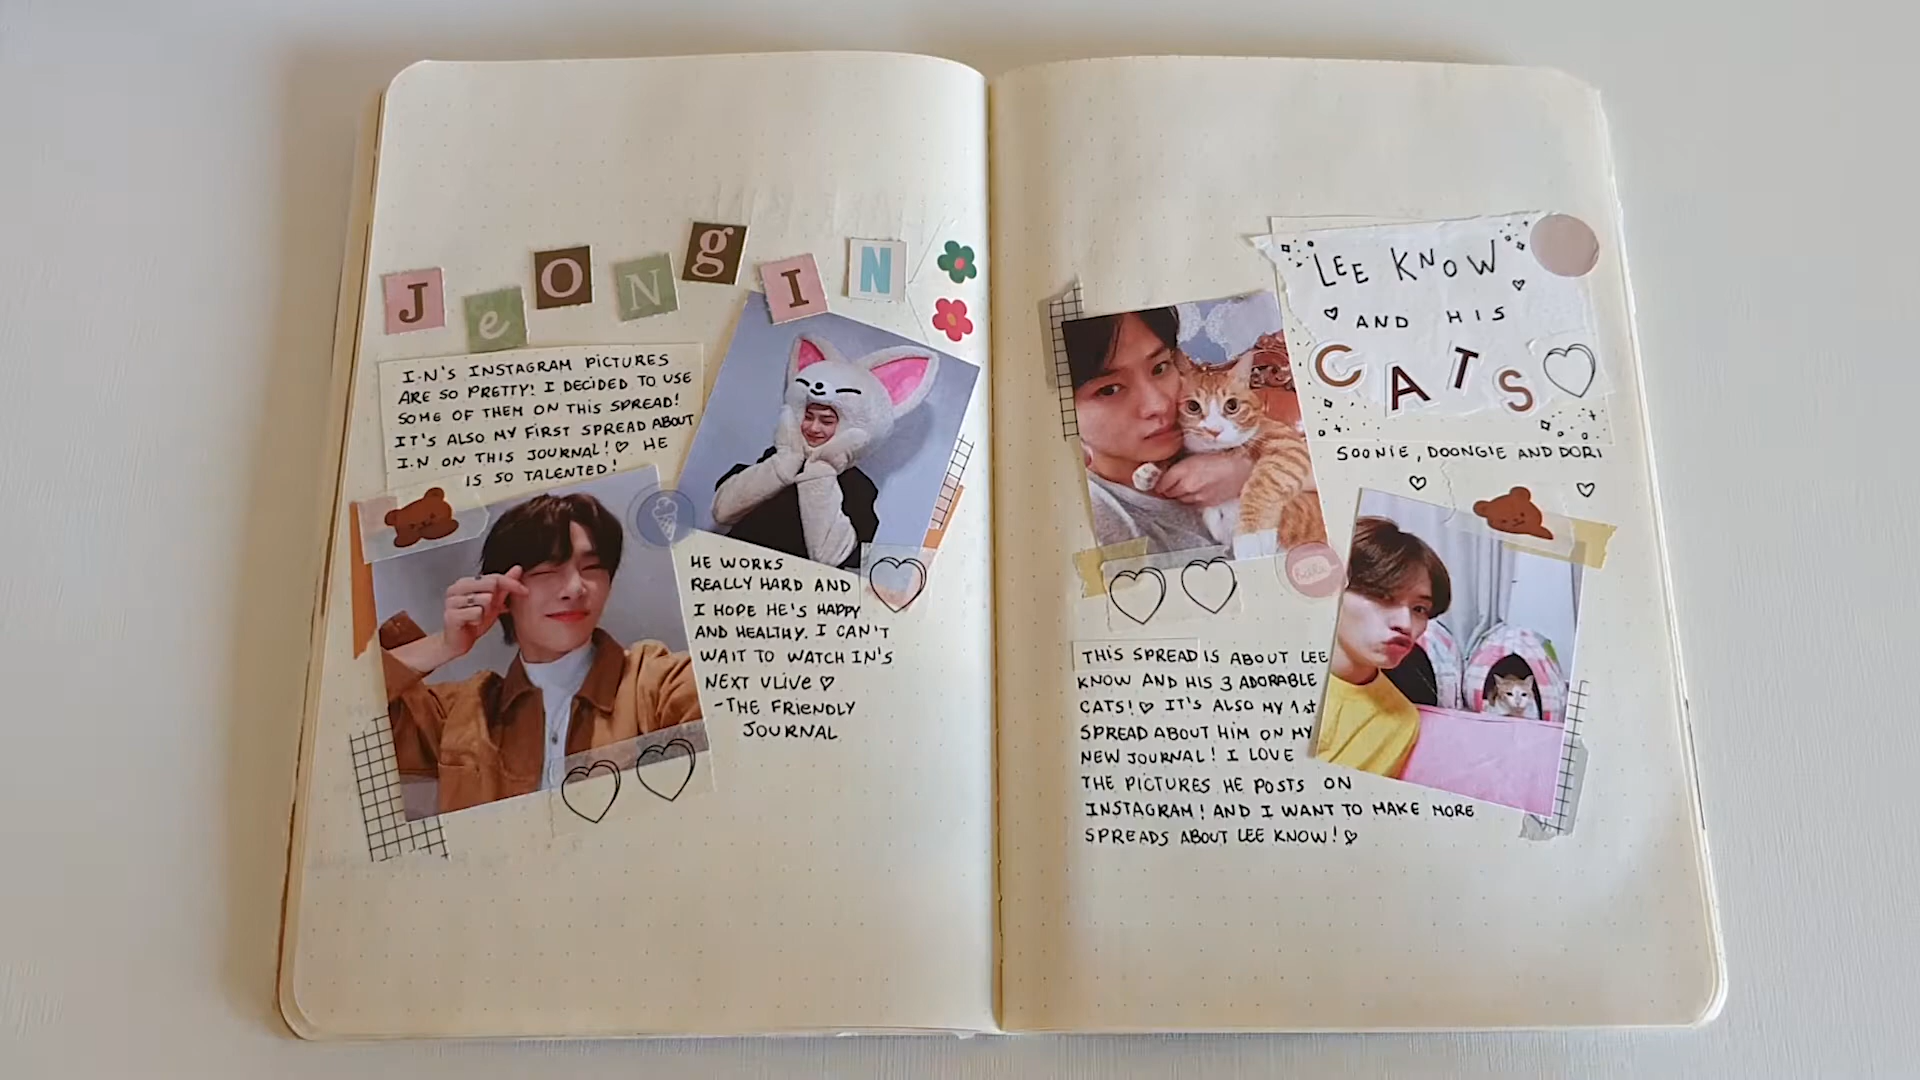 JeONgIN
I.N'S INSTAGRAM PICTURES
ARE SO PRETTY! I DECIDED TO USE
SOME OF THEM ON THIS SPREAD!
IT'S ALSO MY FIRST SPREAD ABOUT
I.N ON THIS JOURNAL!♡ HE
IS SO TALENTED!
HE WORKS
REALLY HARD AND
I HOPE HE'S HAPPY
AND HEALTHY. I CAN'T
WAIT TO WATCH IN'S
NEXT VLIVE ♡
-THE FRIENDLY
JOURNAL
LEE KNOW
♡ AND HIS
CATS
SOONIE, DOONGIE AND DORI
THIS SPREAD IS ABOUT LEE
KNOW AND HIS 3 ADORABLE
CATS!♡ IT'S ALSO MY 1st
SPREAD ABOUT HIM ON MY
NEW JOURNAL! I LOVE
THE PICTURES HE POSTS ON
INSTAGRAM! AND I WANT TO MAKE MORE
SPREADS ABOUT LEE KNOW!♡